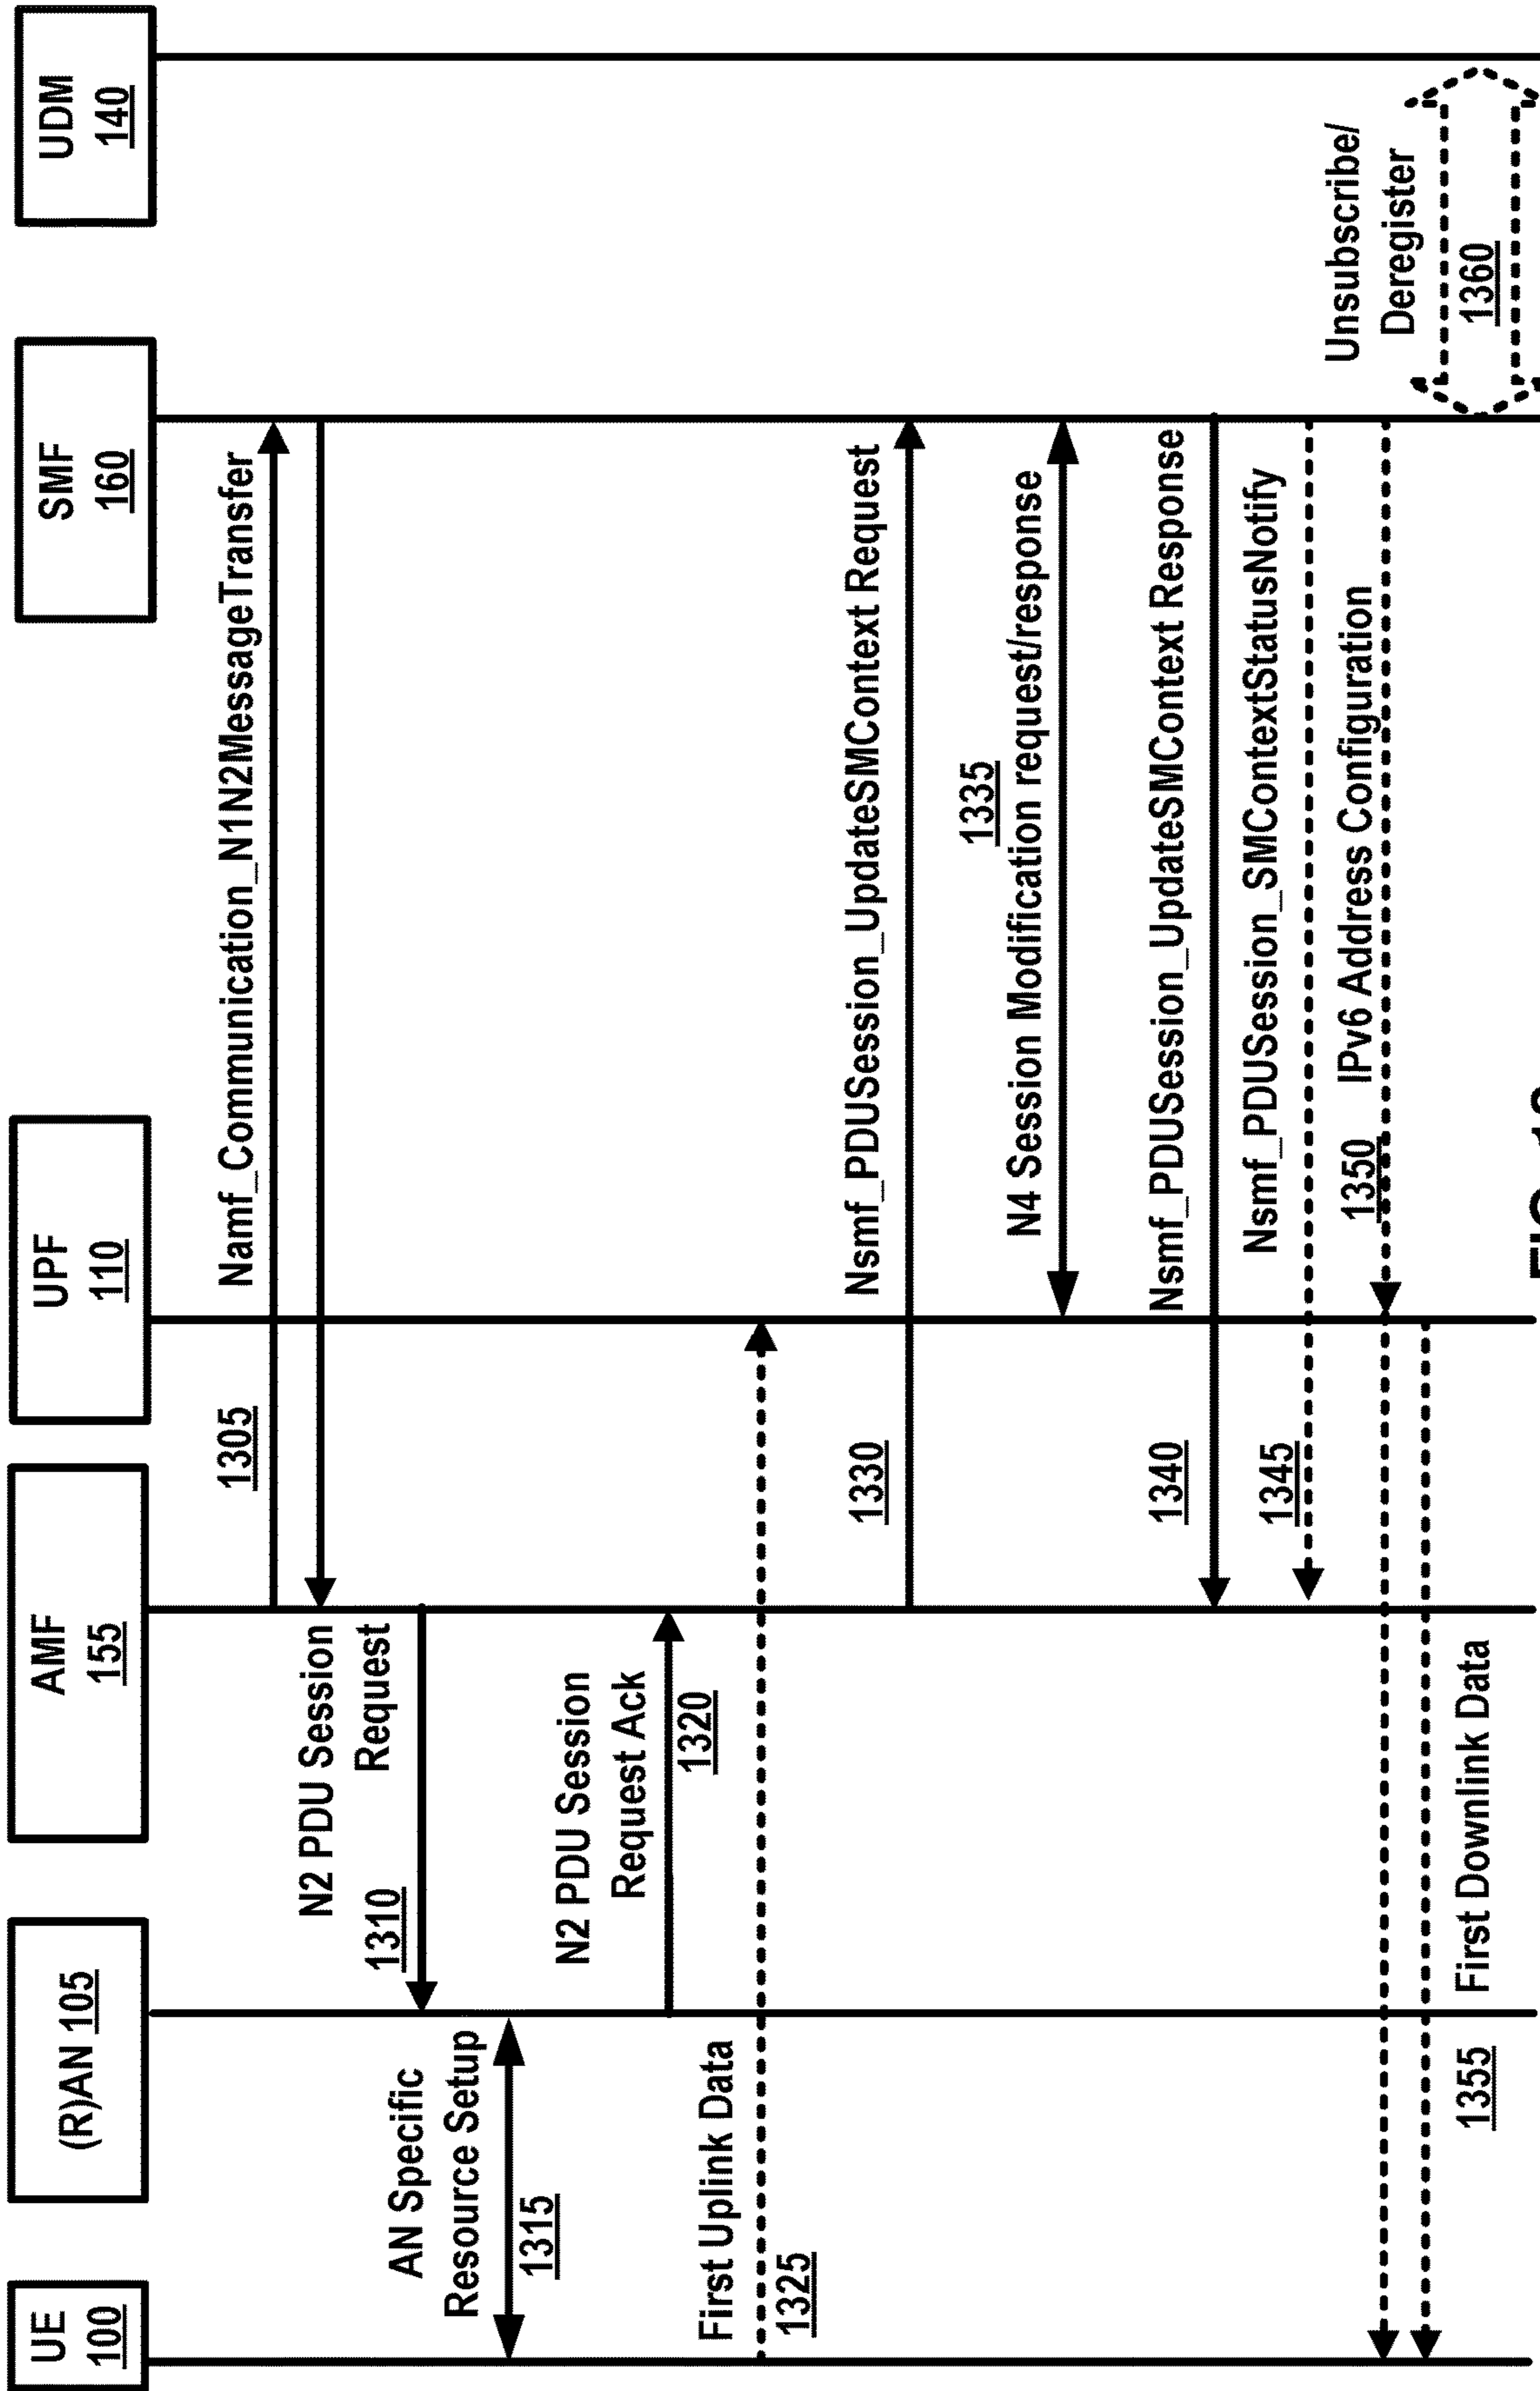 UE
100
(R)AN 105
AMF
155
UPF
110
SMF
160
UDM
140
1305
Namf_Communication_N1N2MessageTransfer
N2 PDU Session
Request
1310
AN Specific
Resource Setup
1315
N2 PDU Session
Request Ack
1320
First Uplink Data
1325
1330
Nsmf_PDUSession_UpdateSMContext Request
1335
N4 Session Modification request/response
1340
Nsmf_PDUSession_UpdateSMContext Response
1345
Nsmf_PDUSession_SMContextStatusNotify
1350
IPv6 Address Configuration
1355
First Downlink Data
Unsubscribe/
Deregister
1360